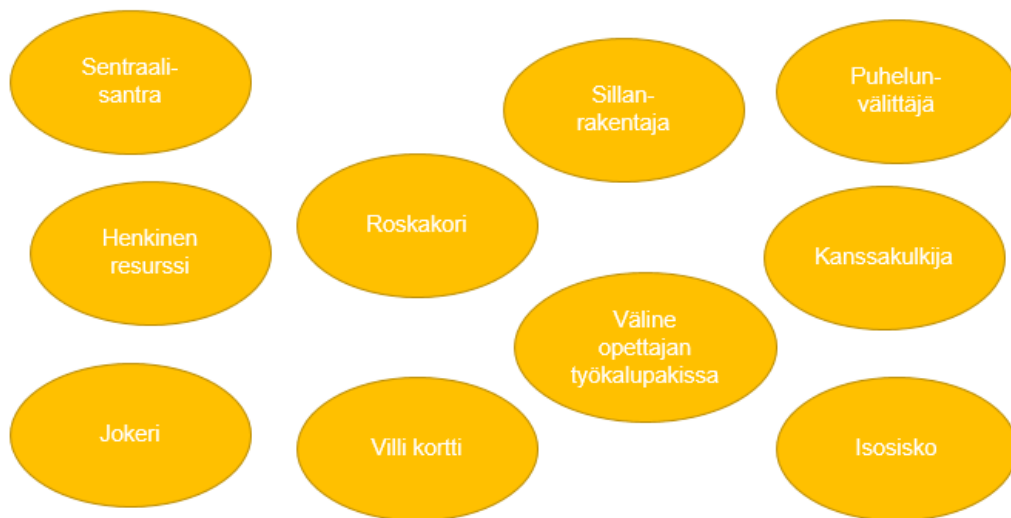 Sentraali-
santra
Sillan-
rakentaja
Puhelun-
välittäjä
Henkinen
resurssi
Roskakori
Kanssakulkija
Väline
opettajan
työkalupakissa
Jokeri
Villi kortti
Isosisko